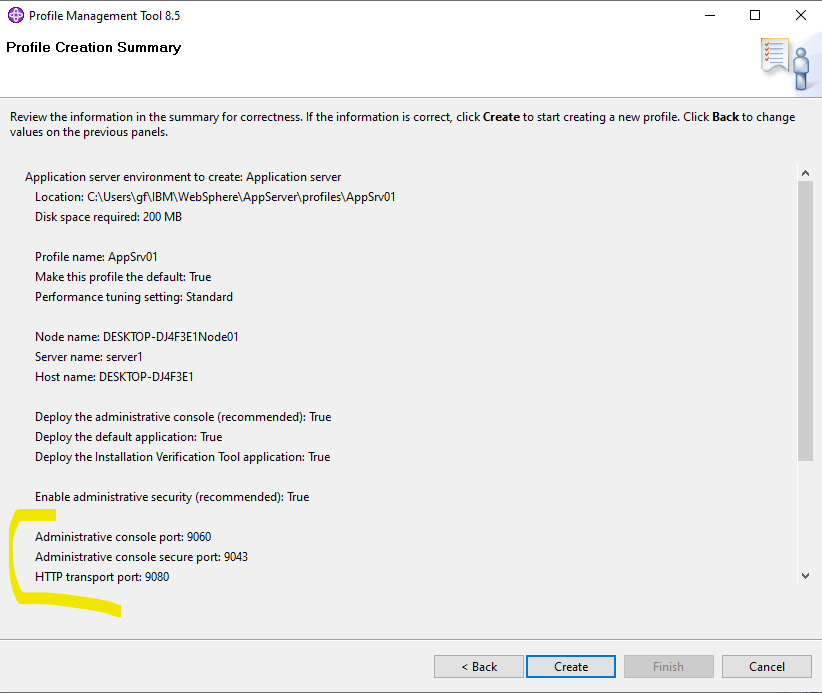 Profile Management Tool 8.5
Profile Creation Summary
Review the information in the summary for correctness. If the information is correct, click Create to start creating a new profile. Click Back to change
values on the previous panels.
Application server environment to create: Application server
Location: C:\Users\gf\IBM\WebSphere\AppServer\profiles\AppSrv01
Disk space required: 200 MB
Profile name: AppSrv01
Make this profile the default: True
Performance tuning setting: Standard
Node name: DESKTOP-DJ4F3E1Node01
Server name: server1
Host name: DESKTOP-DJ4F3E1
Deploy the administrative console (recommended): True
Deploy the default application: True
Deploy the Installation Verification Tool application: True
Enable administrative security (recommended): True
Administrative console port: 9060
Administrative console secure port: 9043
HTTP transport port: 9080
< Back
Create
Finish
Cancel